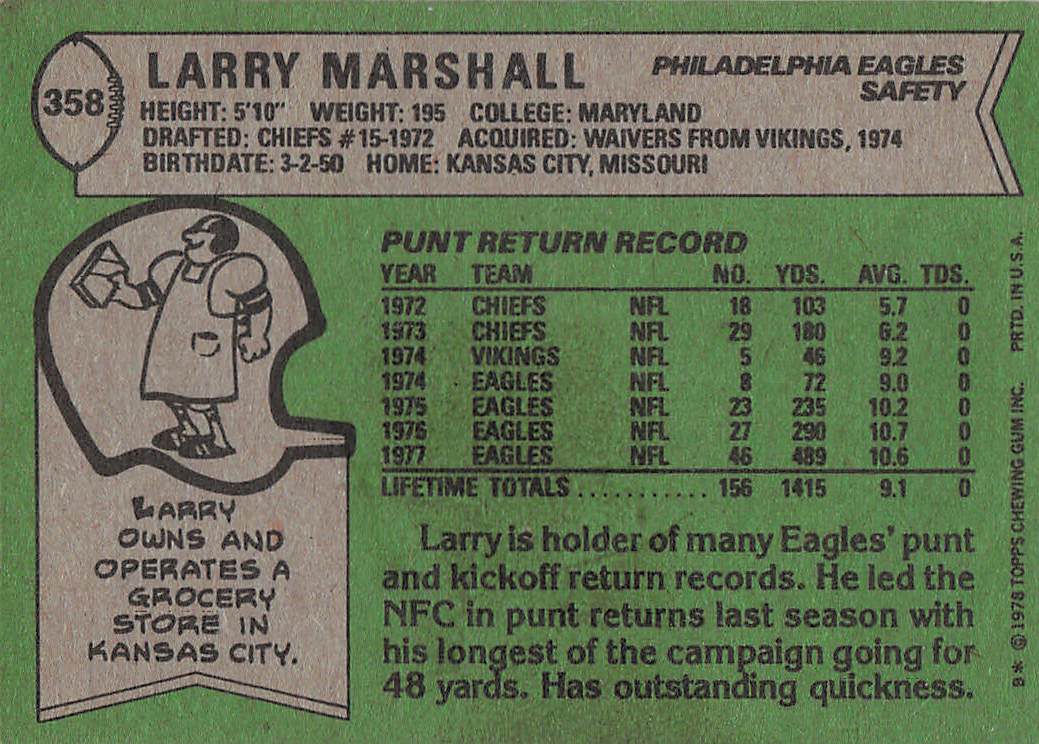 358
LARRY MARSHALL
PHILADELPHIA EAGLES
SAFETY
HEIGHT: 5'10" WEIGHT: 195 COLLEGE: MARYLAND
DRAFTED: CHIEFS #15-1972 ACQUIRED: WAIVERS FROM VIKINGS, 1974
BIRTHDATE: 3-2-50 HOME: KANSAS CITY, MISSOURI
PUNT RETURN RECORD
YEAR TEAM NO. YDS. AVG. TDS.
1972 CHIEFS NFL 18 103 5.7 0
1973 CHIEFS NFL 29 180 6.2 0
1974 VIKINGS NFL 5 46 9.2 0
1974 EAGLES NFL 8 72 9.0 0
1975 EAGLES NFL 23 235 10.2 0
1976 EAGLES NFL 27 290 10.7 0
1977 EAGLES NFL 46 489 10.6 0
LIFETIME TOTALS ........... 156 1415 9.1 0
LARRY
OWNS AND
OPERATES A
GROCERY
STORE IN
KANSAS CITY.
Larry is holder of many Eagles' punt
and kickoff return records. He led the
NFC in punt returns last season with
his longest of the campaign going for
48 yards. Has outstanding quickness.
B* © 1978 TOPPS CHEWING GUM INC. PRTD. IN U.S.A.